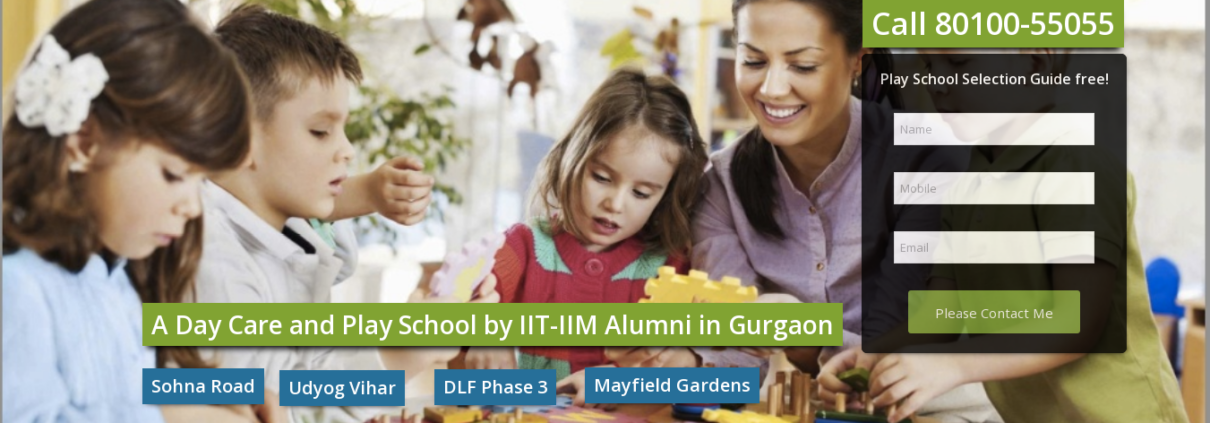 Call 80100-55055
Play School Selection Guide free!
Name
Mobile
Email
Please Contact Me
A Day Care and Play School by IIT-IIM Alumni in Gurgaon
Sohna Road
Udyog Vihar
DLF Phase 3
Mayfield Gardens